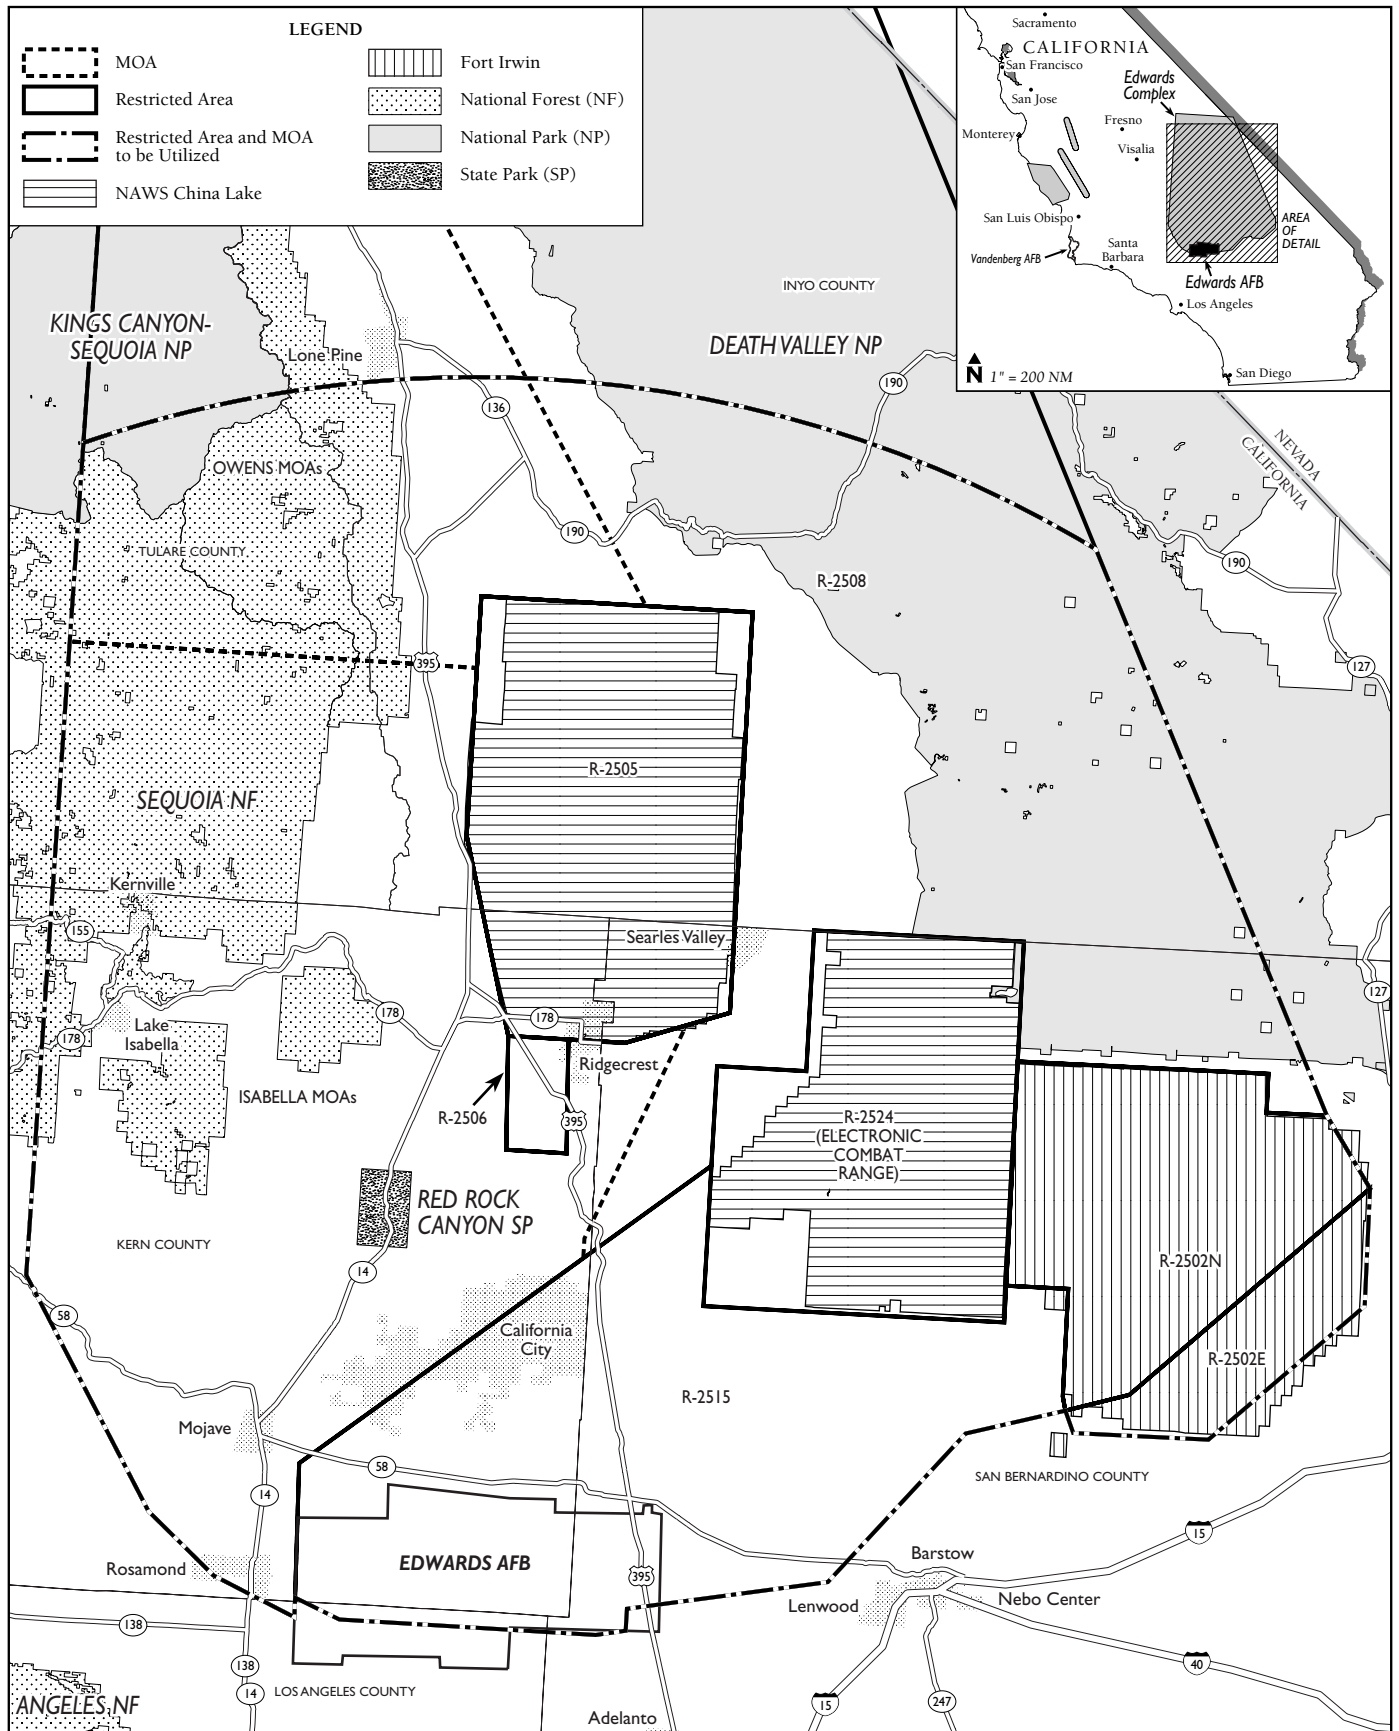 LEGEND
MOA
Restricted Area
Restricted Area and MOA
to be Utilized
NAWS China Lake
Fort Irwin
National Forest (NF)
National Park (NP)
State Park (SP)
Sacramento
CALIFORNIA
San Francisco
San Jose
Edwards
Complex
Fresno
Monterey
Visalia
San Luis Obispo
AREA
OF
DETAIL
Vandenberg AFB
Santa
Barbara
Edwards AFB
Los Angeles
San Diego
N 1" = 200 NM
INYO COUNTY
KINGS CANYON-
SEQUOIA NP
Lone Pine
DEATH VALLEY NP
190
136
NEVADA
CALIFORNIA
OWENS MOAs
190
TULARE COUNTY
190
R-2508
395
127
R-2505
SEQUOIA NF
Kernville
155
Searles Valley
127
178
178
178
Lake
Isabella
Ridgecrest
ISABELLA MOAs
R-2506
395
R-2524
(ELECTRONIC
COMBAT
RANGE)
RED ROCK
CANYON SP
KERN COUNTY
R-2502N
14
58
California
City
R-2502E
R-2515
Mojave
58
SAN BERNARDINO COUNTY
14
15
Barstow
EDWARDS AFB
Rosamond
395
Nebo Center
Lenwood
138
138
40
14
LOS ANGELES COUNTY
ANGELES NF
15
247
Adelanto